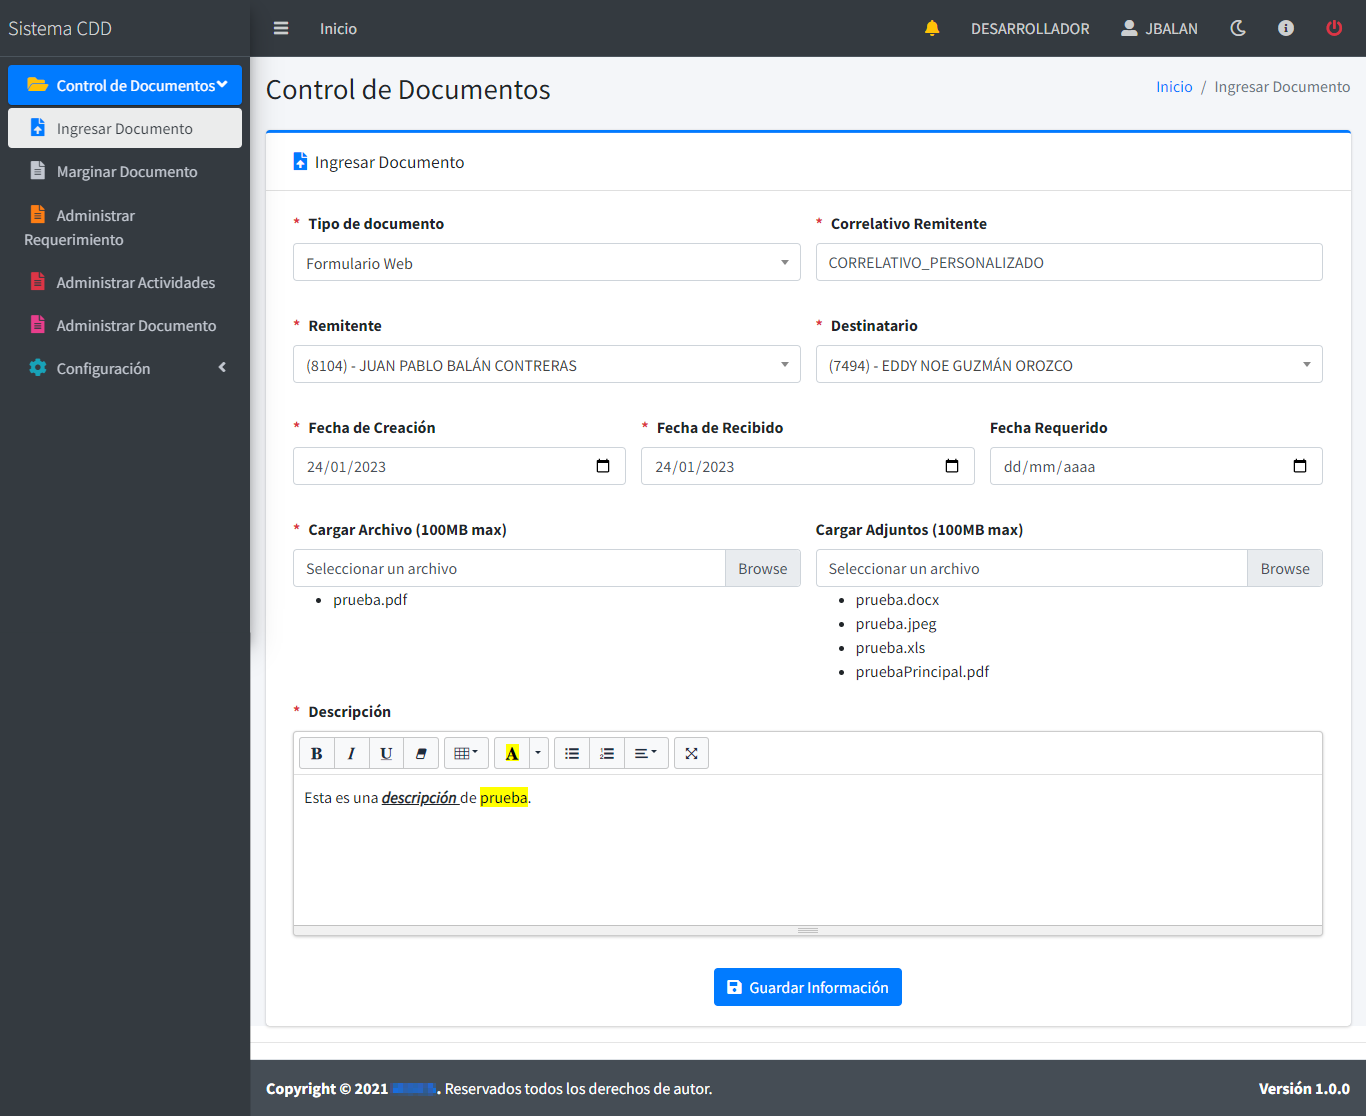 Sistema CDD
Inicio
DESARROLLADOR
JBALAN
Control de Documentos
Ingresar Documento
Marginar Documento
Administrar
Requerimiento
Administrar Actividades
Administrar Documento
Configuración
Control de Documentos
Inicio / Ingresar Documento
Ingresar Documento
* Tipo de documento
Formulario Web
* Correlativo Remitente
CORRELATIVO_PERSONALIZADO
* Remitente
(8104) - JUAN PABLO BALÁN CONTRERAS
* Destinatario
(7494) - EDDY NOE GUZMÁN OROZCO
* Fecha de Creación
24/01/2023
* Fecha de Recibido
24/01/2023
Fecha Requerido
dd/mm/aaaa
* Cargar Archivo (100MB max)
Seleccionar un archivo Browse
• prueba.pdf
Cargar Adjuntos (100MB max)
Seleccionar un archivo Browse
• prueba.docx
• prueba.jpeg
• prueba.xls
• pruebaPrincipal.pdf
* Descripción
B I U A
Esta es una descripción de prueba.
Guardar Información
Copyright © 2021 . Reservados todos los derechos de autor.
Versión 1.0.0